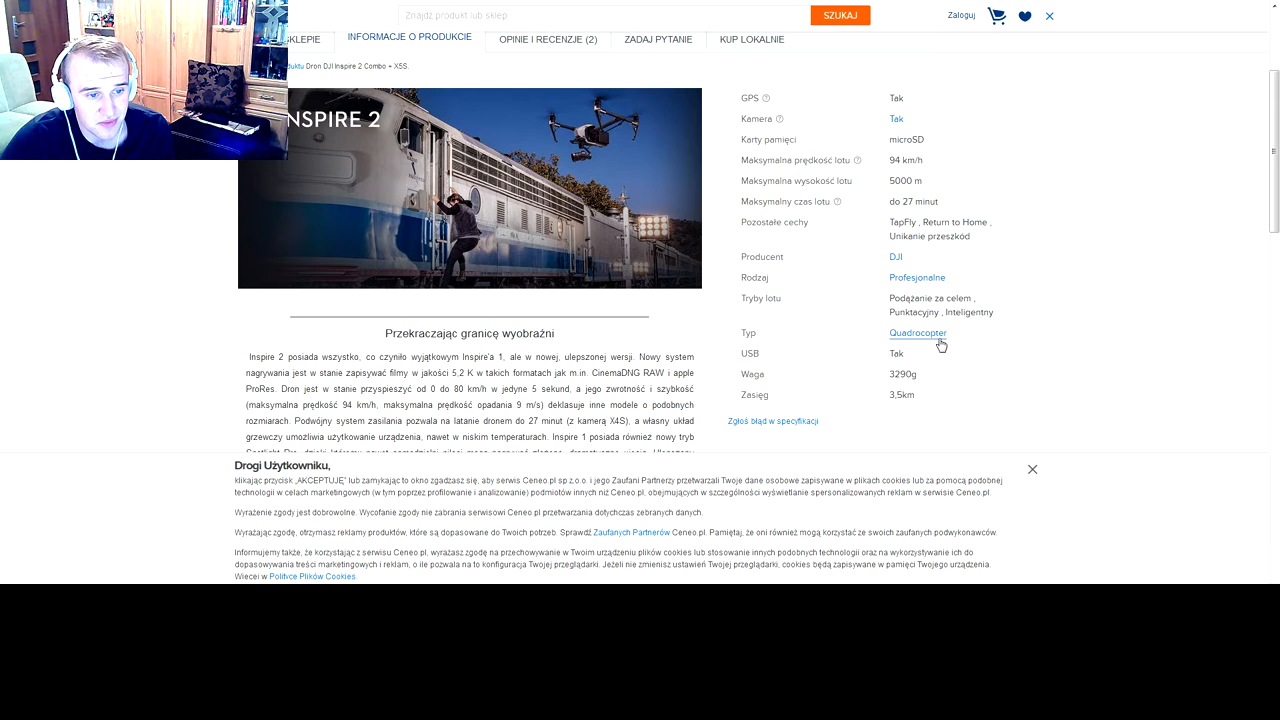 Znajdź produkt lub sklep
SZUKAJ
Zaloguj
SKLEPIE
INFORMACJE O PRODUKCIE
OPINIE I RECENZJE (2)
ZADAJ PYTANIE
KUP LOKALNIE
Dron DJI Inspire 2 Combo + X5S.
NSPIRE 2
GPS Tak
Kamera Tak
Karty pamięci microSD
Maksymalna prędkość lotu 94 km/h
Maksymalna wysokość lotu 5000 m
Maksymalny czas lotu do 27 minut
Pozostałe cechy TapFly , Return to Home ,
Unikanie przeszkód
Producent DJI
Rodzaj Profesjonalne
Tryby lotu Podążanie za celem ,
Punktacyjny , Inteligentny
Typ Quadrocopter
USB Tak
Waga 3290g
Zasięg 3,5km
Zgłoś błąd w specyfikacji
Przekraczając granicę wyobraźni
Inspire 2 posiada wszystko, co czyniło wyjątkowym Inspire'a 1, ale w nowej, ulepszonej wersji. Nowy system
nagrywania jest w stanie zapisywać filmy w jakości 5,2 K w takich formatach jak m.in. CinemaDNG RAW i apple
ProRes. Dron jest w stanie przyspieszyć od 0 do 80 km/h w jedyne 5 sekund, a jego zwrotność i szybkość
(maksymalna prędkość 94 km/h, maksymalna prędkość opadania 9 m/s) deklasuje inne modele o podobnych
rozmiarach. Podwójny system zasilania pozwala na latanie dronem do 27 minut (z kamerą X4S), a własny układ
grzewczy umożliwia użytkowanie urządzenia, nawet w niskim temperaturach. Inspire 1 posiada również nowy tryb
Drogi Użytkowniku,
klikając przycisk „AKCEPTUJĘ” lub zamykając to okno zgadzasz się, aby serwis Ceneo.pl sp.z.o.o. i jego Zaufani Partnerzy przetwarzali Twoje dane osobowe zapisywane w plikach cookies lub za pomocą podobnej
technologii w celach marketingowych (w tym poprzez profilowanie i analizowanie) podmiotów innych niż Ceneo.pl, obejmujących w szczególności wyświetlanie spersonalizowanych reklam w serwisie Ceneo.pl.
Wyrażenie zgody jest dobrowolne. Wycofanie zgody nie zabrania serwisowi Ceneo.pl przetwarzania dotychczas zebranych danych.
Wyrażając zgodę, otrzymasz reklamy produktów, które są dopasowane do Twoich potrzeb. Sprawdź Zaufanych Partnerów Ceneo.pl. Pamiętaj, że oni również mogą korzystać ze swoich zaufanych podwykonawców.
Informujemy także, że korzystając z serwisu Ceneo.pl, wyrażasz zgodę na przechowywanie w Twoim urządzeniu plików cookies lub stosowanie innych podobnych technologii oraz na wykorzystywanie ich do
dopasowywania treści marketingowych i reklam, o ile pozwala na to konfiguracja Twojej przeglądarki. Jeżeli nie zmienisz ustawień Twojej przeglądarki, cookies będą zapisywane w pamięci Twojego urządzenia.
Więcej w Polityce Plików Cookies